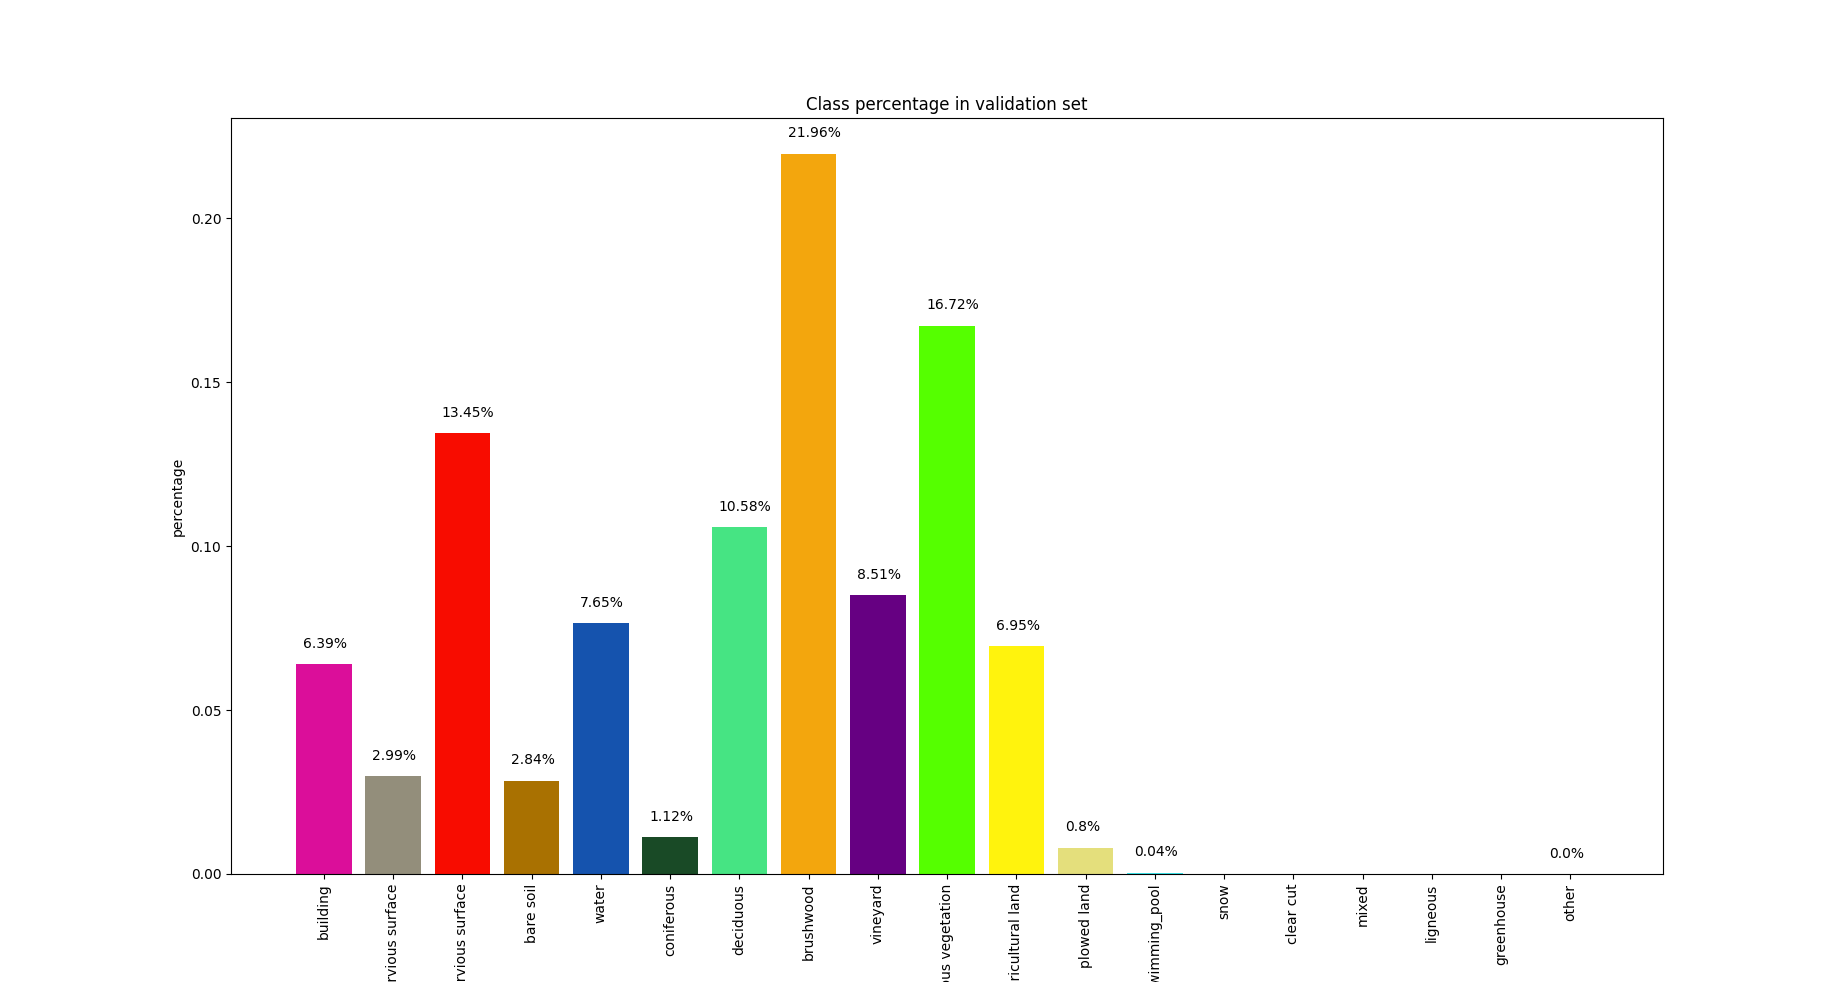 Class percentage in validation set
21.96%
16.72%
13.45%
10.58%
8.51%
7.65%
6.95%
6.39%
2.99%
2.84%
1.12%
0.8%
0.04%
0.0%
percentage
0.20
0.15
0.10
0.05
0.00
building
rvious surface
rvious surface
bare soil
water
coniferous
deciduous
brushwood
vineyard
ous vegetation
ricultural land
plowed land
wimming_pool
snow
clear cut
mixed
ligneous
greenhouse
other